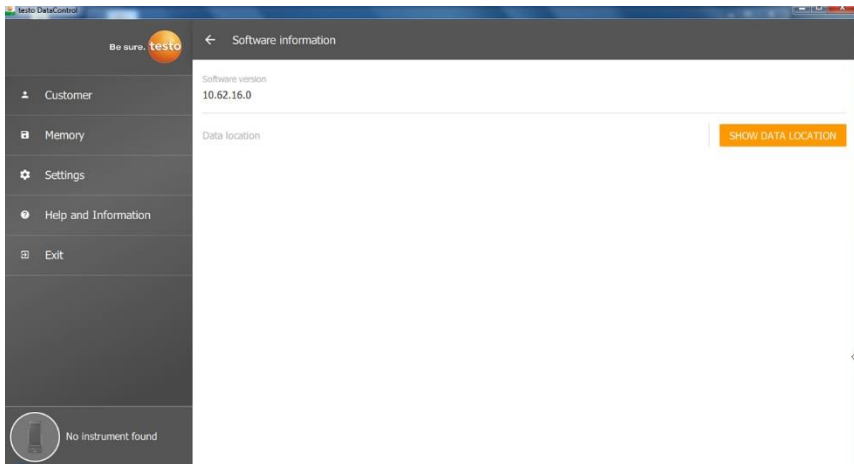 testo DataControl
Be sure. testo
← Software information
Customer
Memory
Settings
Help and Information
Exit
Software version
10.62.16.0
Data location
SHOW DATA LOCATION
No instrument found